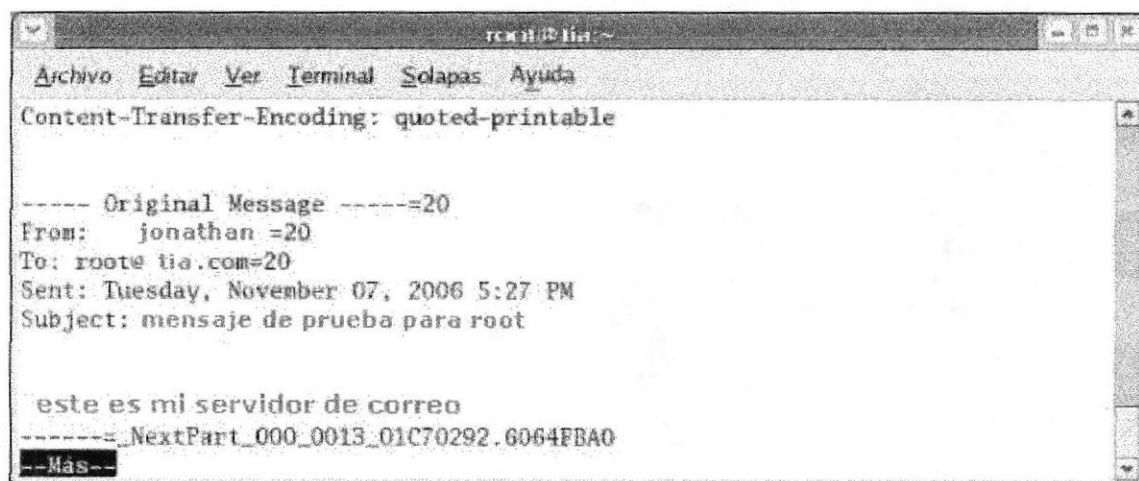 root@tia:~
Archivo Editar Ver Terminal Solapas Ayuda
Content-Transfer-Encoding: quoted-printable
----- Original Message -----=20
From: jonathan =20
To: root@ tia.com=20
Sent: Tuesday, November 07, 2006 5:27 PM
Subject: mensaje de prueba para root
este es mi servidor de correo
------=_NextPart_000_0013_01C70292.6064FBA0
--Más--